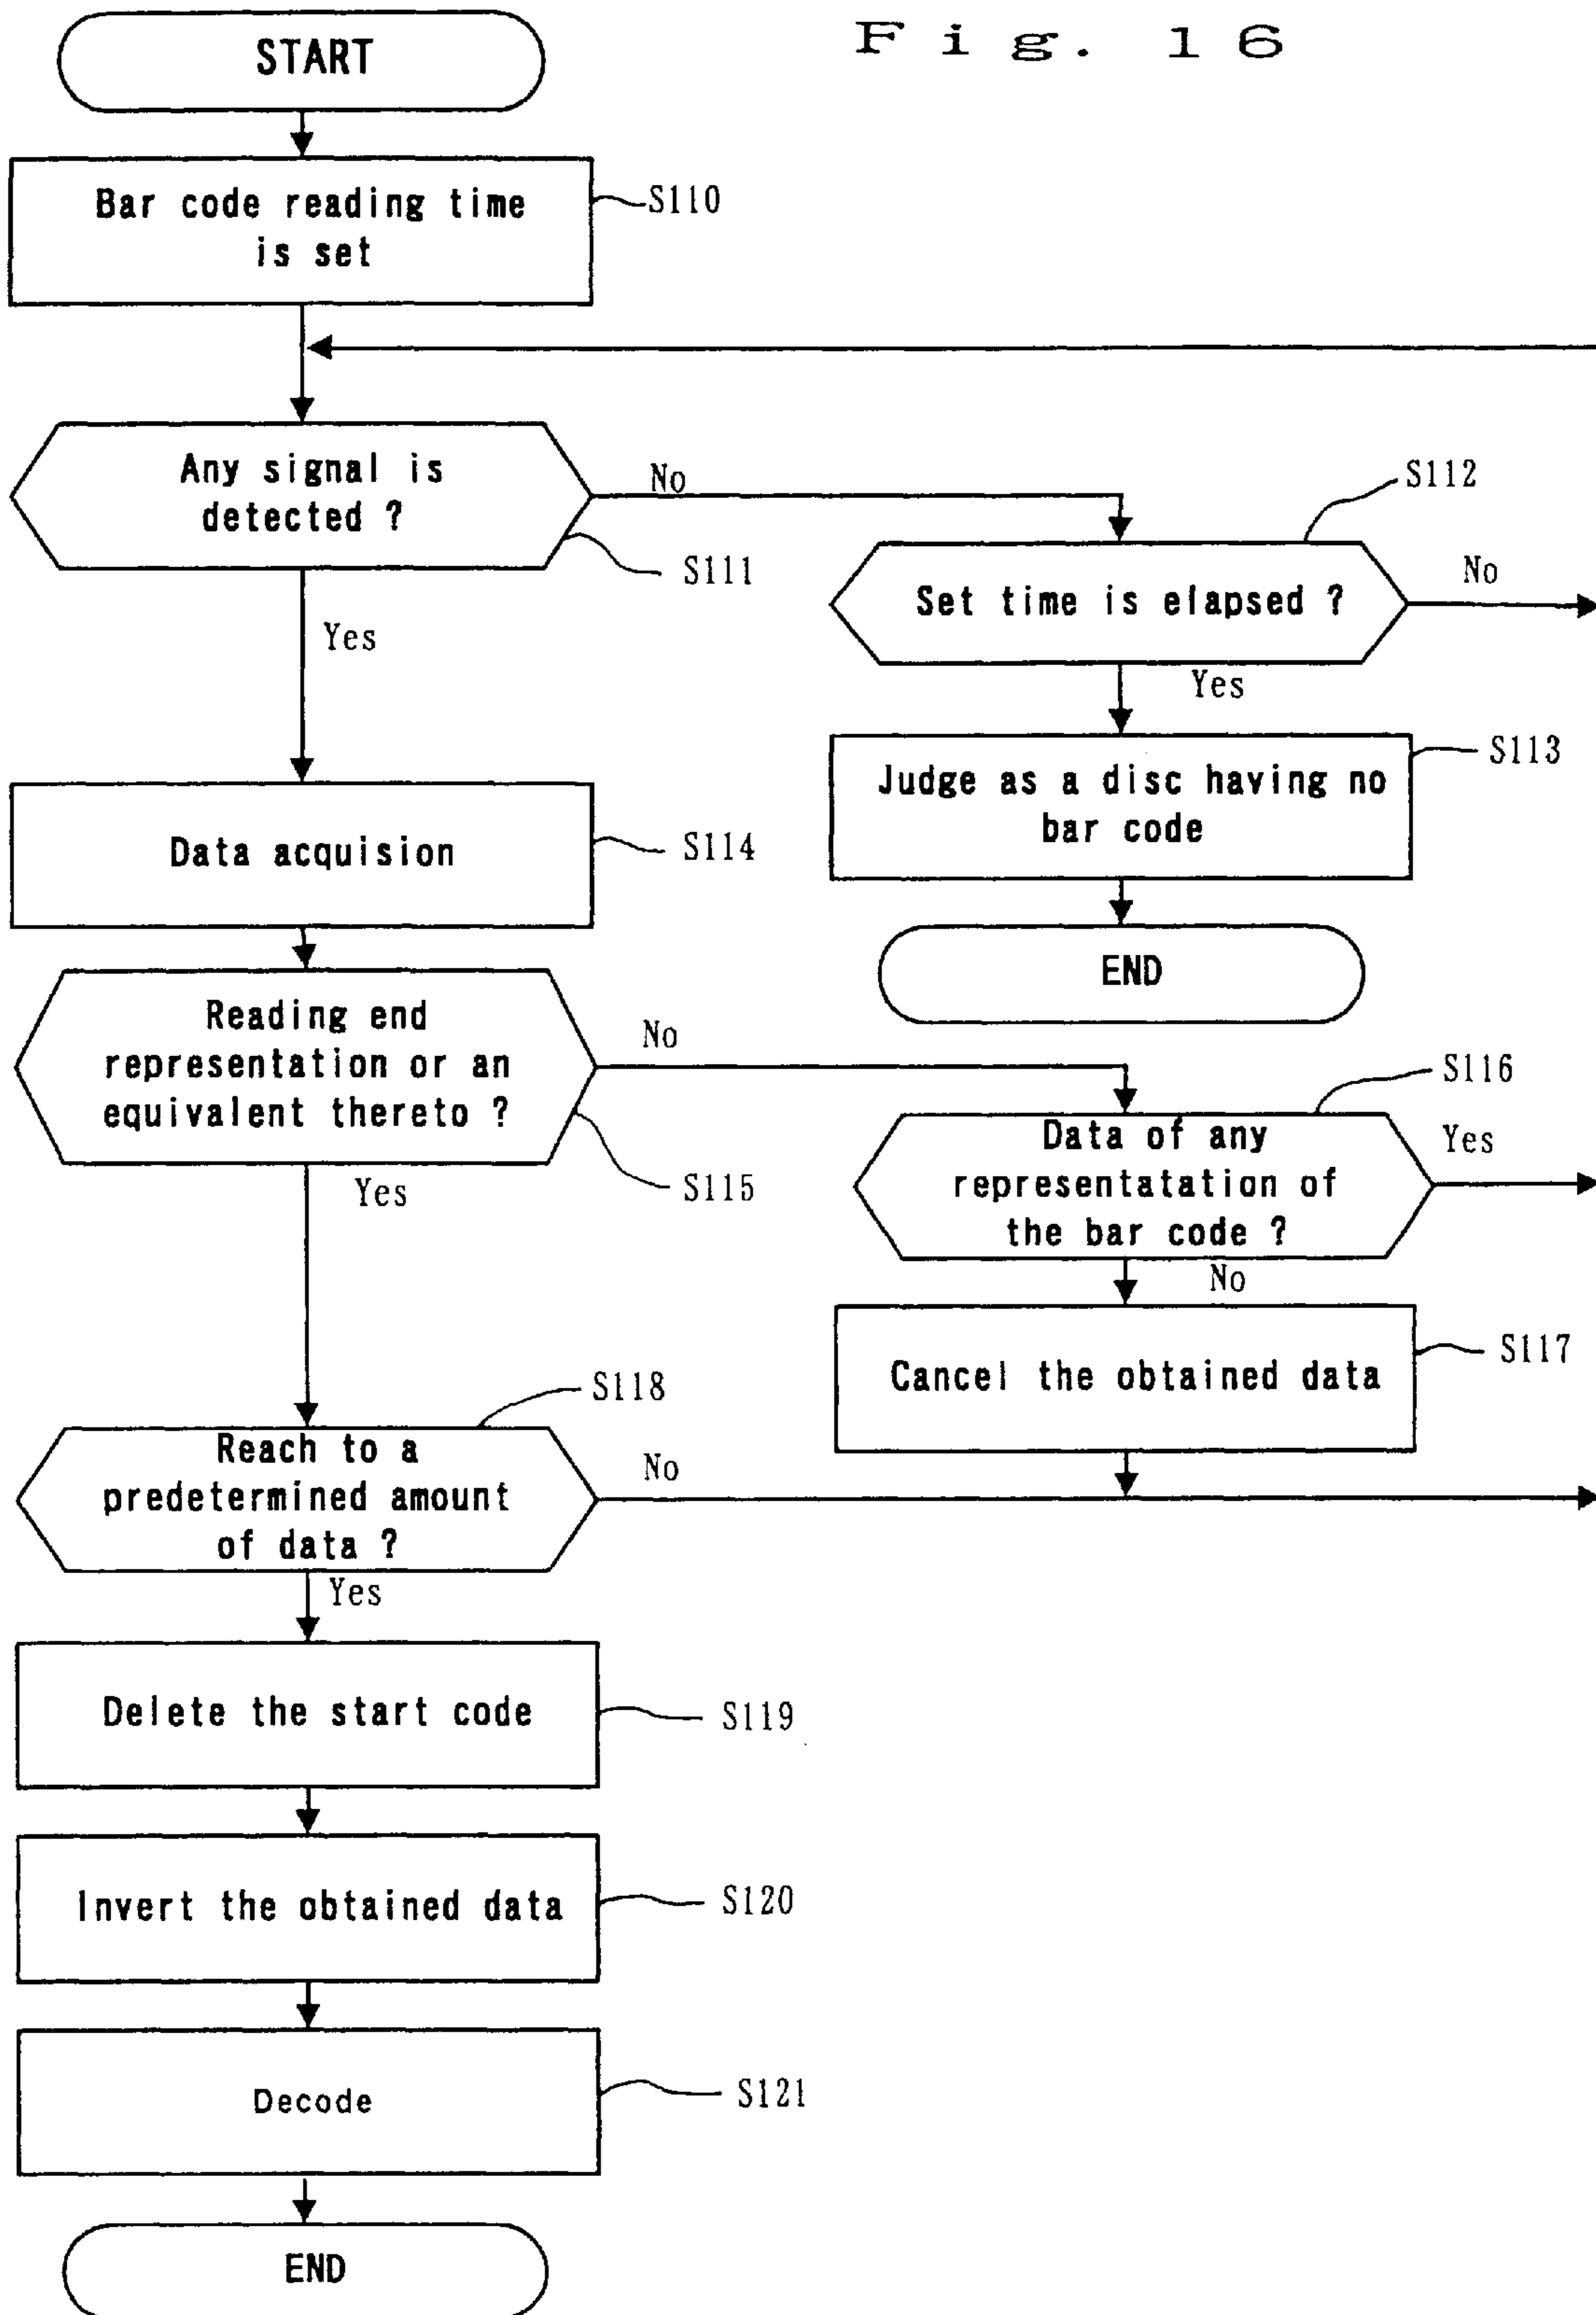 Fig. 16
START
Bar code reading time
is set
S110
Any signal is
detected ?
S111
No
Yes
S112
Set time is elapsed ?
No
Yes
S113
Judge as a disc having no
bar code
END
Data acquision
S114
Reading end
representation or an
equivalent thereto ?
S115
No
Yes
S116
Data of any
representatation of
the bar code ?
Yes
No
Cancel the obtained data
S117
S118
Reach to a
predetermined amount
of data ?
No
Yes
Delete the start code
S119
Invert the obtained data
S120
Decode
S121
END